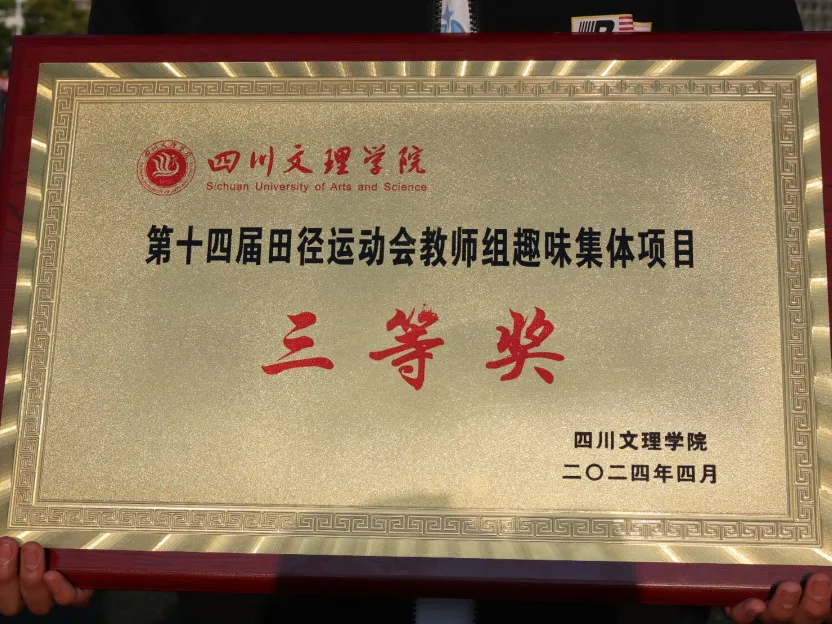 四川文理学院
Sichuan University of Arts and Science
第十四届田径运动会教师组趣味集体项目
三等奖
四川文理学院
二〇二四年四月